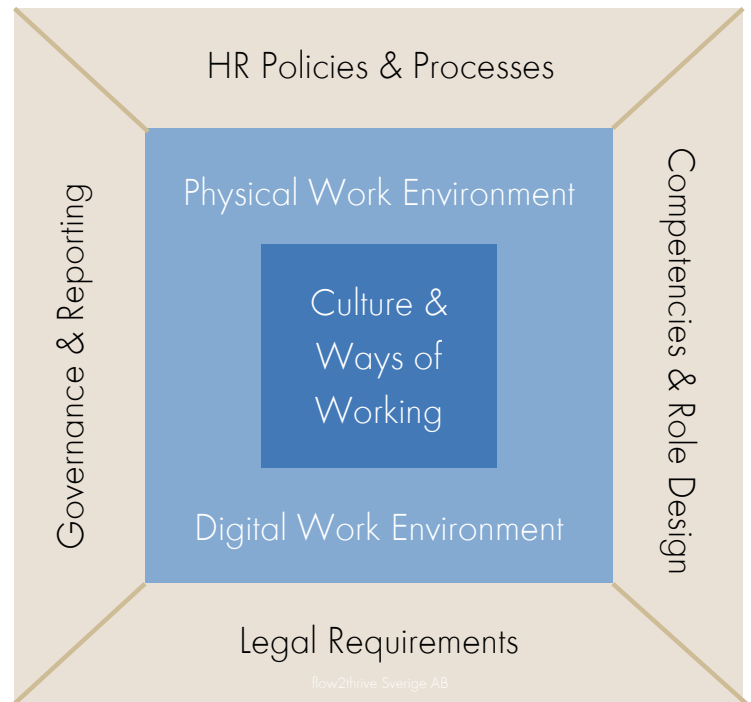 HR Policies & Processes
Governance & Reporting
Physical Work Environment
Culture &
Ways of
Working
Digital Work Environment
Competencies & Role Design
Legal Requirements
flow2thrive Sverige AB